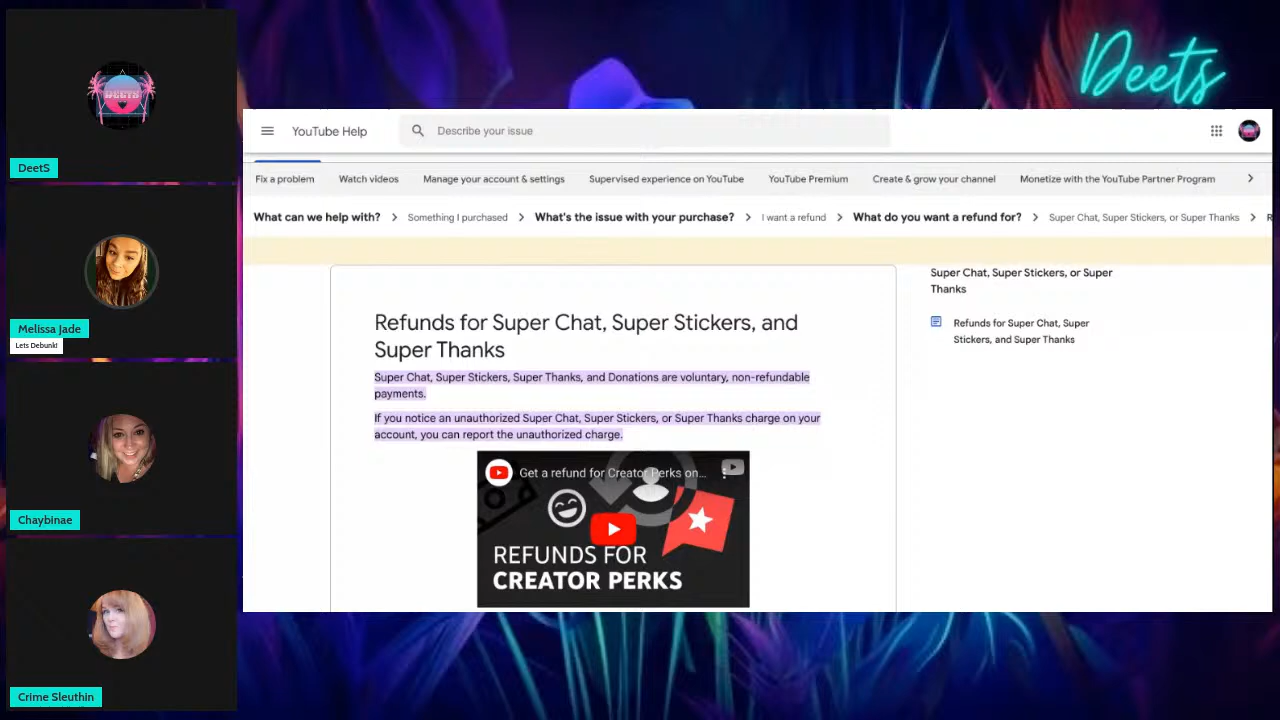 Deets
DEETS
DeetS
Melissa Jade
Lets Debunk!
Chaybinae
Crime Sleuthin
YouTube Help
Describe your issue
Fix a problem
Watch videos
Manage your account & settings
Supervised experience on YouTube
YouTube Premium
Create & grow your channel
Monetize with the YouTube Partner Program
What can we help with? > Something I purchased > What's the issue with your purchase? > I want a refund > What do you want a refund for? > Super Chat, Super Stickers, or Super Thanks > R
Refunds for Super Chat, Super Stickers, and
Super Thanks
Super Chat, Super Stickers, Super Thanks, and Donations are voluntary, non-refundable
payments.
If you notice an unauthorized Super Chat, Super Stickers, or Super Thanks charge on your
account, you can report the unauthorized charge.
Get a refund for Creator Perks on...
REFUNDS FOR
CREATOR PERKS
Super Chat, Super Stickers, or Super
Thanks
Refunds for Super Chat, Super
Stickers, and Super Thanks